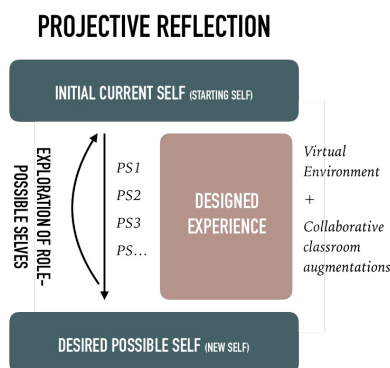 PROJECTIVE REFLECTION
INITIAL CURRENT SELF (STARTING SELF)
EXPLORATION OF ROLE-
POSSIBLE SELVES
PS1
PS2
PS3
PS...
DESIGNED
EXPERIENCE
Virtual
Environment
+
Collaborative
classroom
augmentations
DESIRED POSSIBLE SELF (NEW SELF)